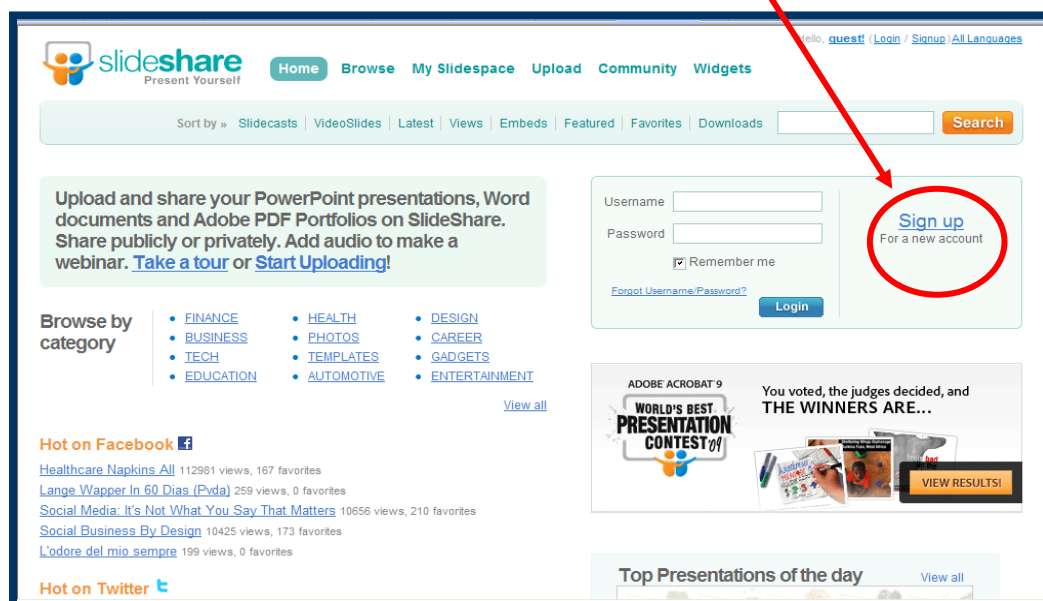 Hello, guest! (Login / Signup) All Languages
slideshare
Present Yourself
Home Browse My Slidespace Upload Community Widgets
Sort by » Slidecasts | VideoSlides | Latest | Views | Embeds | Featured | Favorites | Downloads Search
Upload and share your PowerPoint presentations, Word
documents and Adobe PDF Portfolios on SlideShare.
Share publicly or privately. Add audio to make a
webinar. Take a tour or Start Uploading!
Username
Password
Remember me
Forgot Username/Password?
Login
Sign up
For a new account
Browse by
category
FINANCE HEALTH DESIGN
BUSINESS PHOTOS CAREER
TECH TEMPLATES GADGETS
EDUCATION AUTOMOTIVE ENTERTAINMENT
View all
ADOBE ACROBAT 9
WORLD'S BEST
PRESENTATION
CONTEST '09
You voted, the judges decided, and
THE WINNERS ARE...
VIEW RESULTS!
Hot on Facebook
Healthcare Napkins All 112981 views, 167 favorites
Lange Wapper In 60 Dias (Pvda) 259 views, 0 favorites
Social Media: It's Not What You Say That Matters 10656 views, 210 favorites
Social Business By Design 10425 views, 173 favorites
L'odore del mio sempre 199 views, 0 favorites
Hot on Twitter
Top Presentations of the day View all